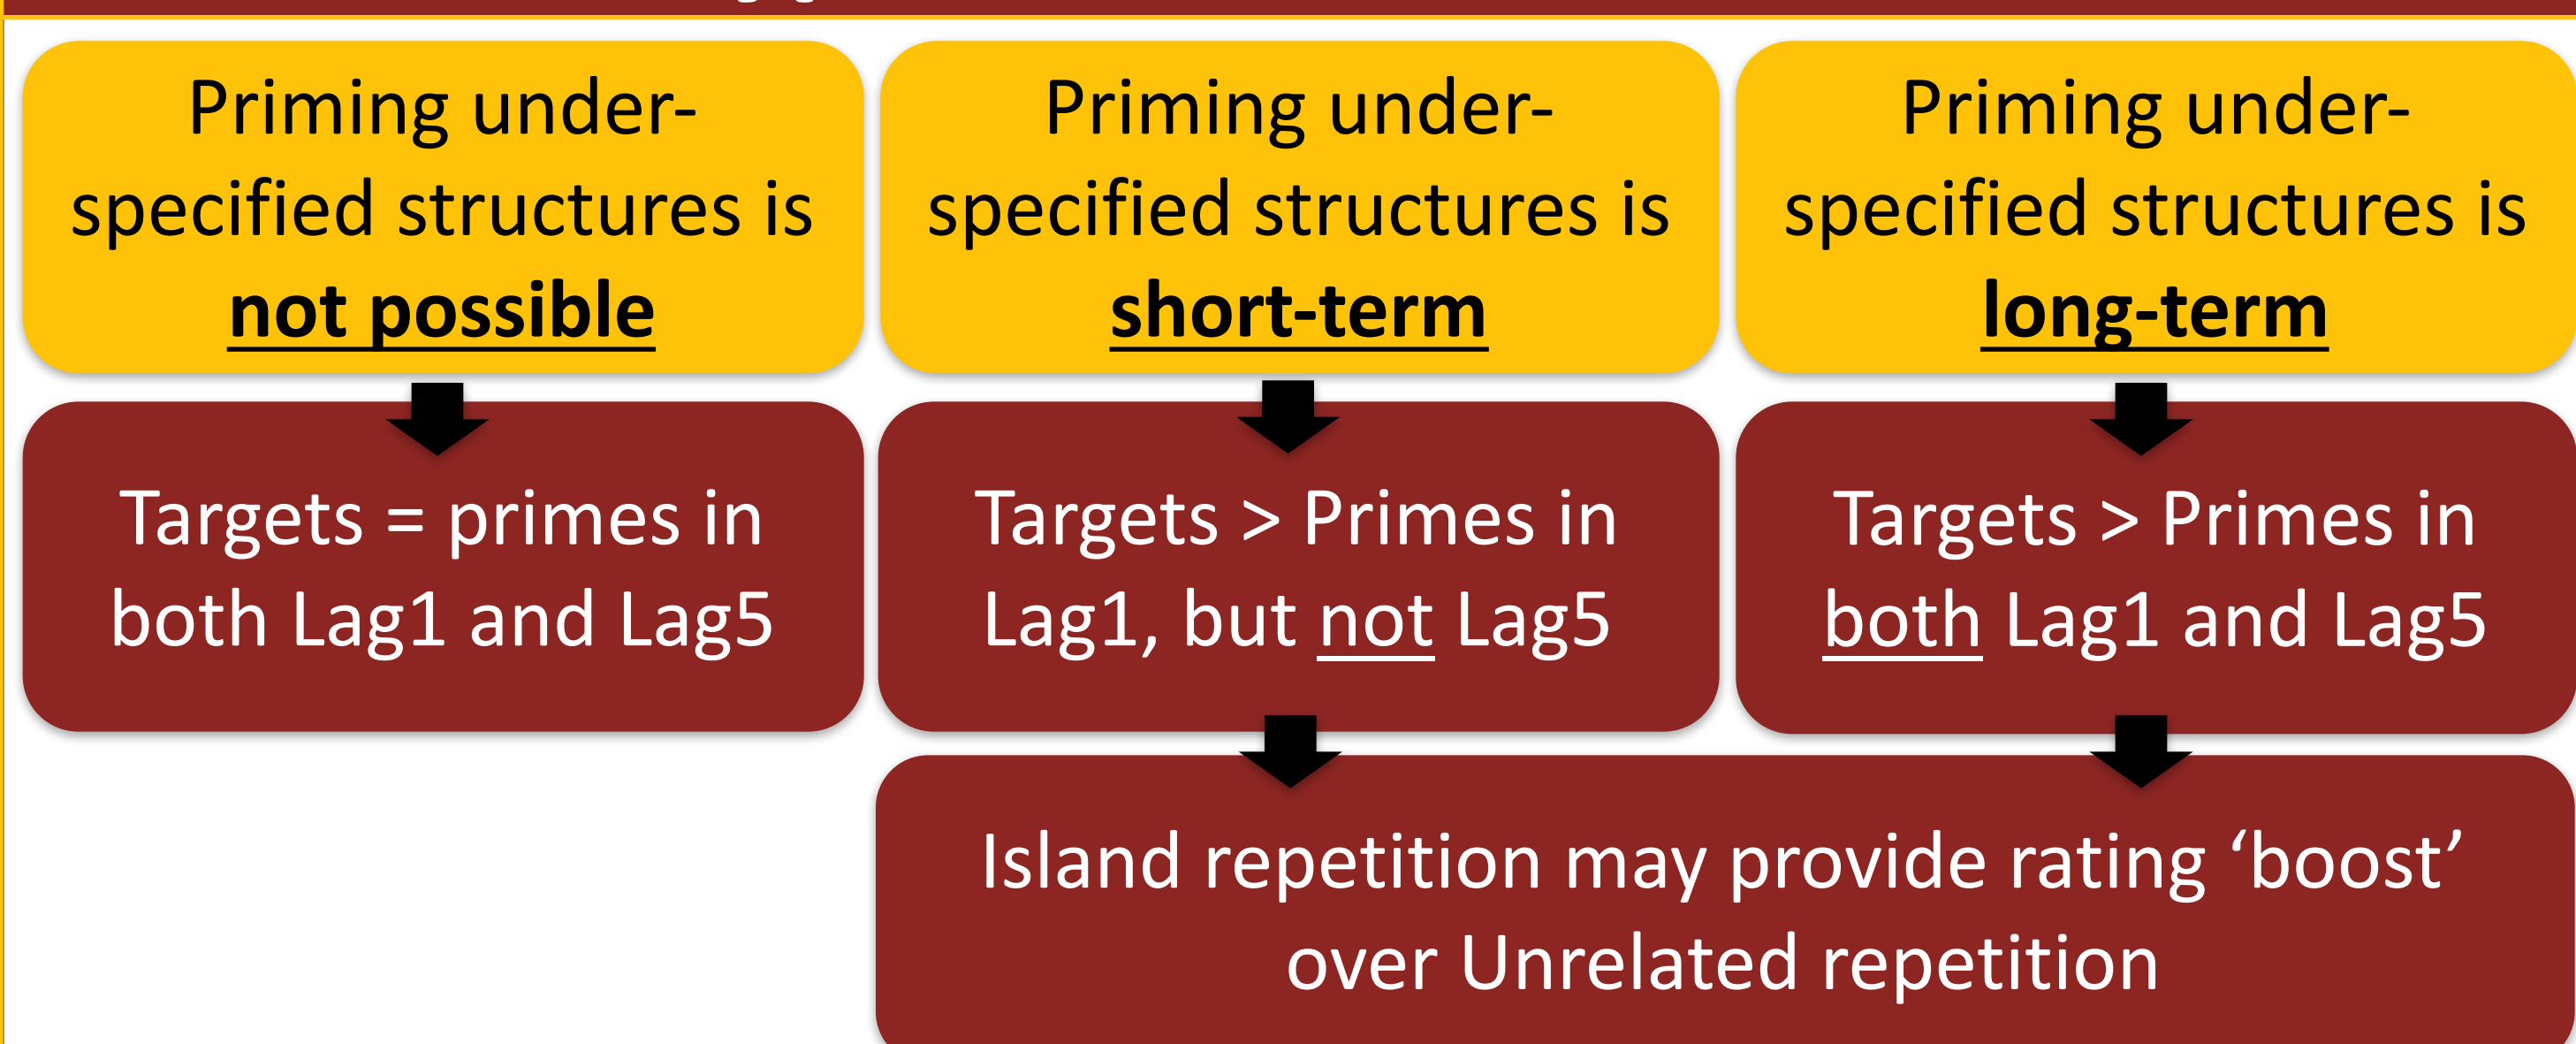 Priming under-
specified structures is
not possible
Priming under-
specified structures is
short-term
Priming under-
specified structures is
long-term
Targets = primes in
both Lag1 and Lag5
Targets > Primes in
Lag1, but not Lag5
Targets > Primes in
both Lag1 and Lag5
Island repetition may provide rating ‘boost’
over Unrelated repetition